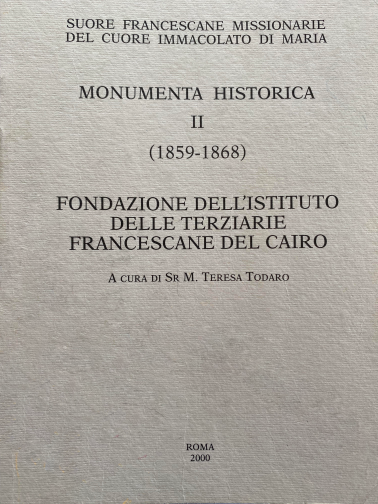 SUORE FRANCESCANE MISSIONARIE
DEL CUORE IMMACOLATO DI MARIA
MONUMENTA HISTORICA
II
(1859-1868)
FONDAZIONE DELL'ISTITUTO
DELLE TERZIARIE
FRANCESCANE DEL CAIRO
A CURA DI SR M. TERESA TODARO
ROMA
2000